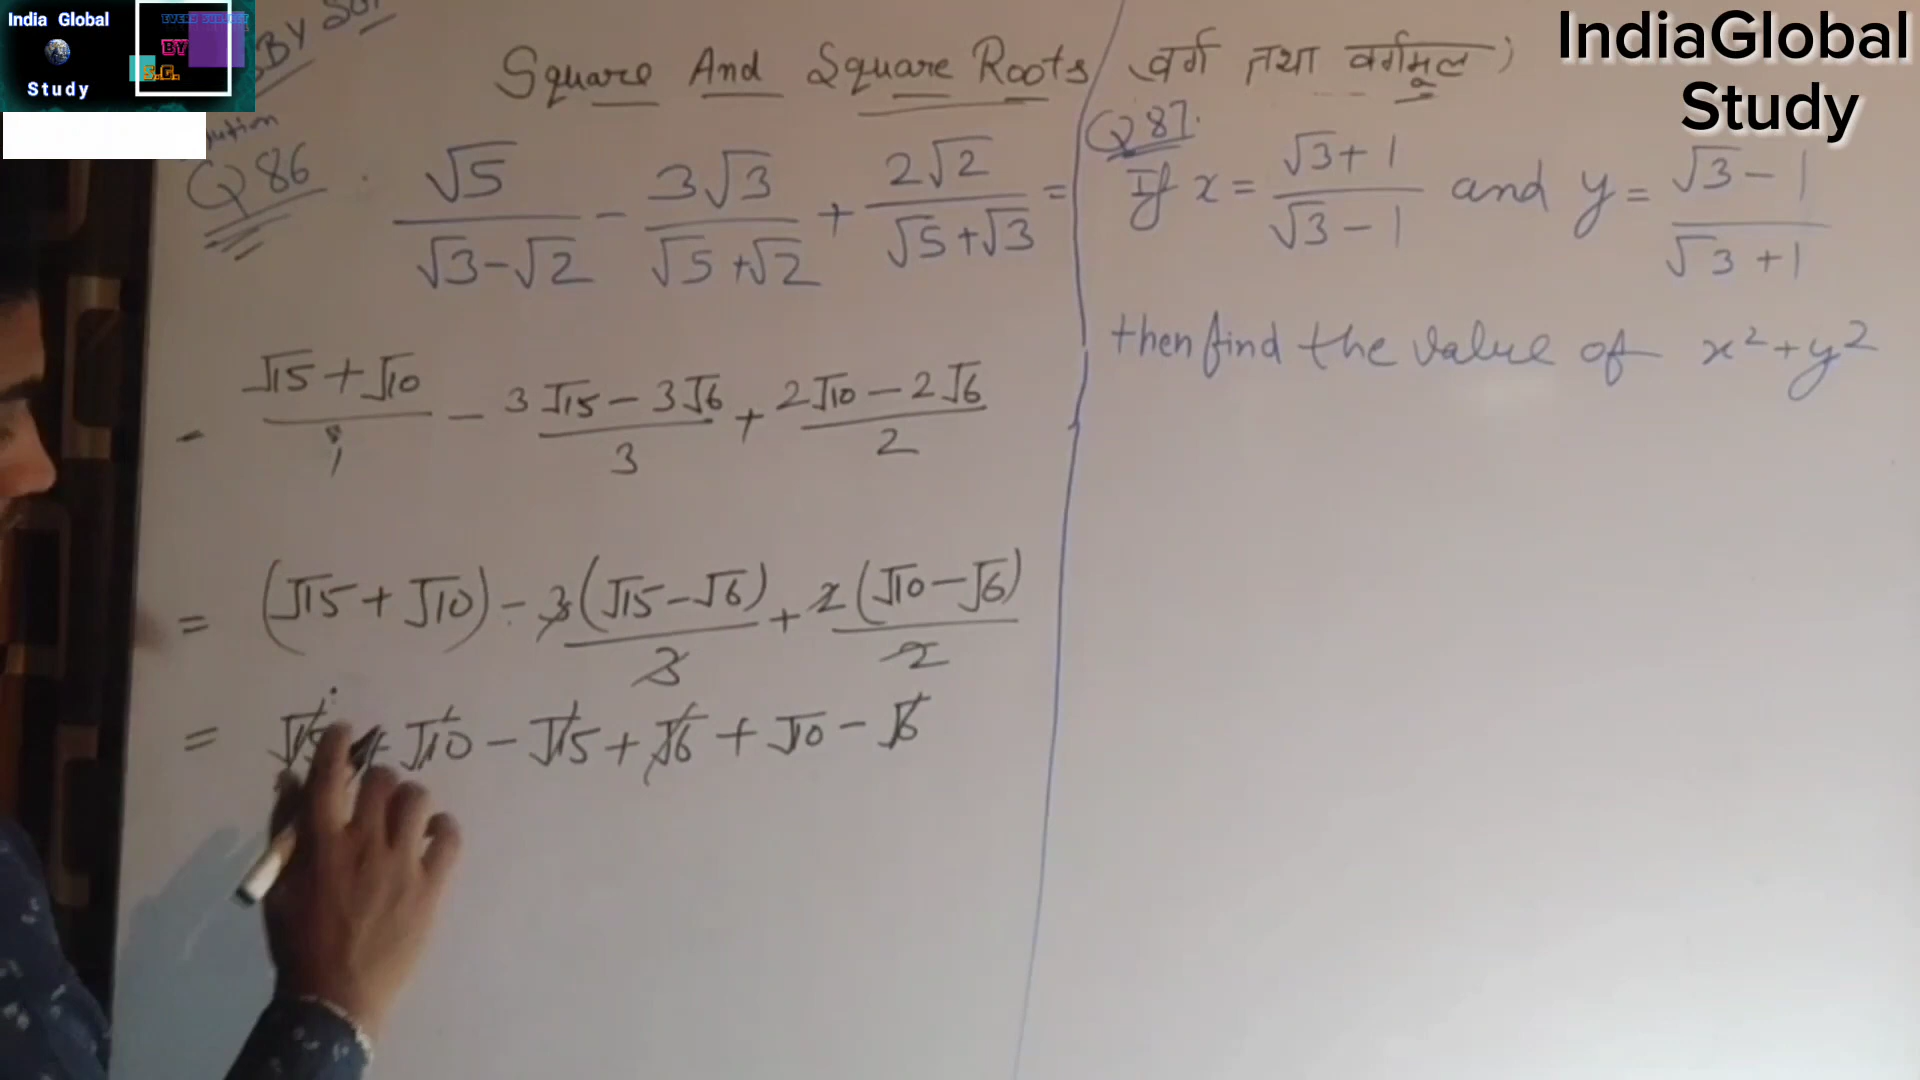 India Global
Study
EVERY SUBJECT
BY
S.G.
IndiaGlobal
Study
BY
Square And Square Roots (वर्ग तथा वर्गमूल)
Q86. √5/(√3-√2) - 3√3/(√5+√2) + 2√2/(√5+√3) =
= (√15+√10)/1 - (3√15-3√6)/3 + (2√10-2√6)/2
= (√15+√10) - 3(√15-√6)/3 + 2(√10-√6)/2
= √15 + √10 - √15 + √6 + √10 - √6
Q87.
If x = (√3+1)/(√3-1) and y = (√3-1)/(√3+1)
then find the value of x²+y²